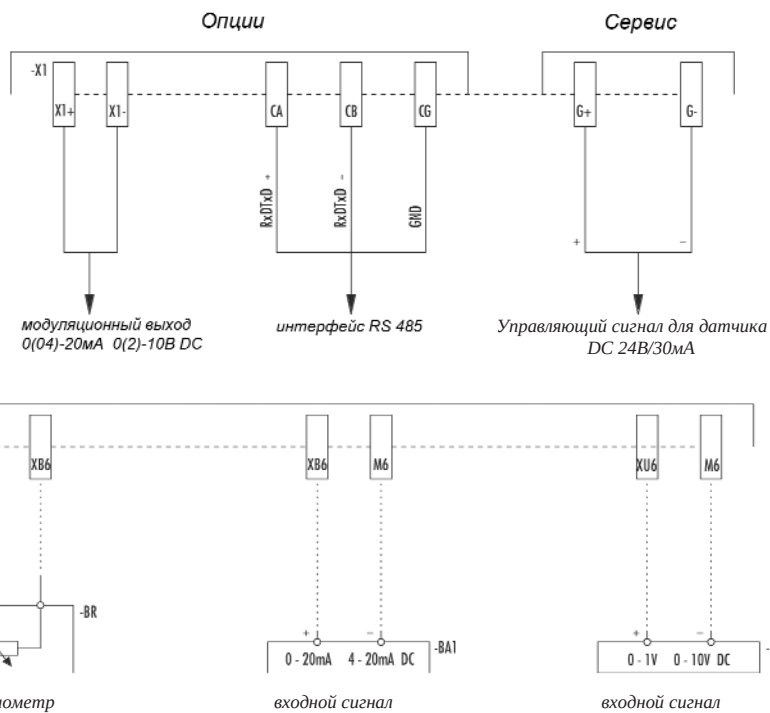 Опции
Сервис
-X1
X1+ X1- CA CB CG G+ G-
RxDTxD +
RxDTxD -
GND
+ -
модуляционный выход
0(04)-20мА 0(2)-10В DC
интерфейс RS 485
Управляющий сигнал для датчика
DC 24В/30мА
XB6 XB6 M6 XU6 M6
-BR
+ - -BA1
0 - 20mA 4 - 20mA DC
+ - -
0 - 1V 0 - 10V DC
нометр
входной сигнал
входной сигнал